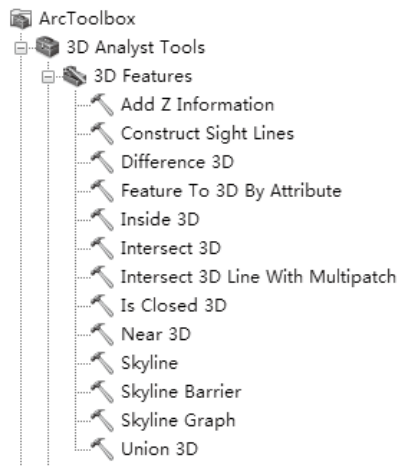 ArcToolbox
3D Analyst Tools
3D Features
Add Z Information
Construct Sight Lines
Difference 3D
Feature To 3D By Attribute
Inside 3D
Intersect 3D
Intersect 3D Line With Multipatch
Is Closed 3D
Near 3D
Skyline
Skyline Barrier
Skyline Graph
Union 3D